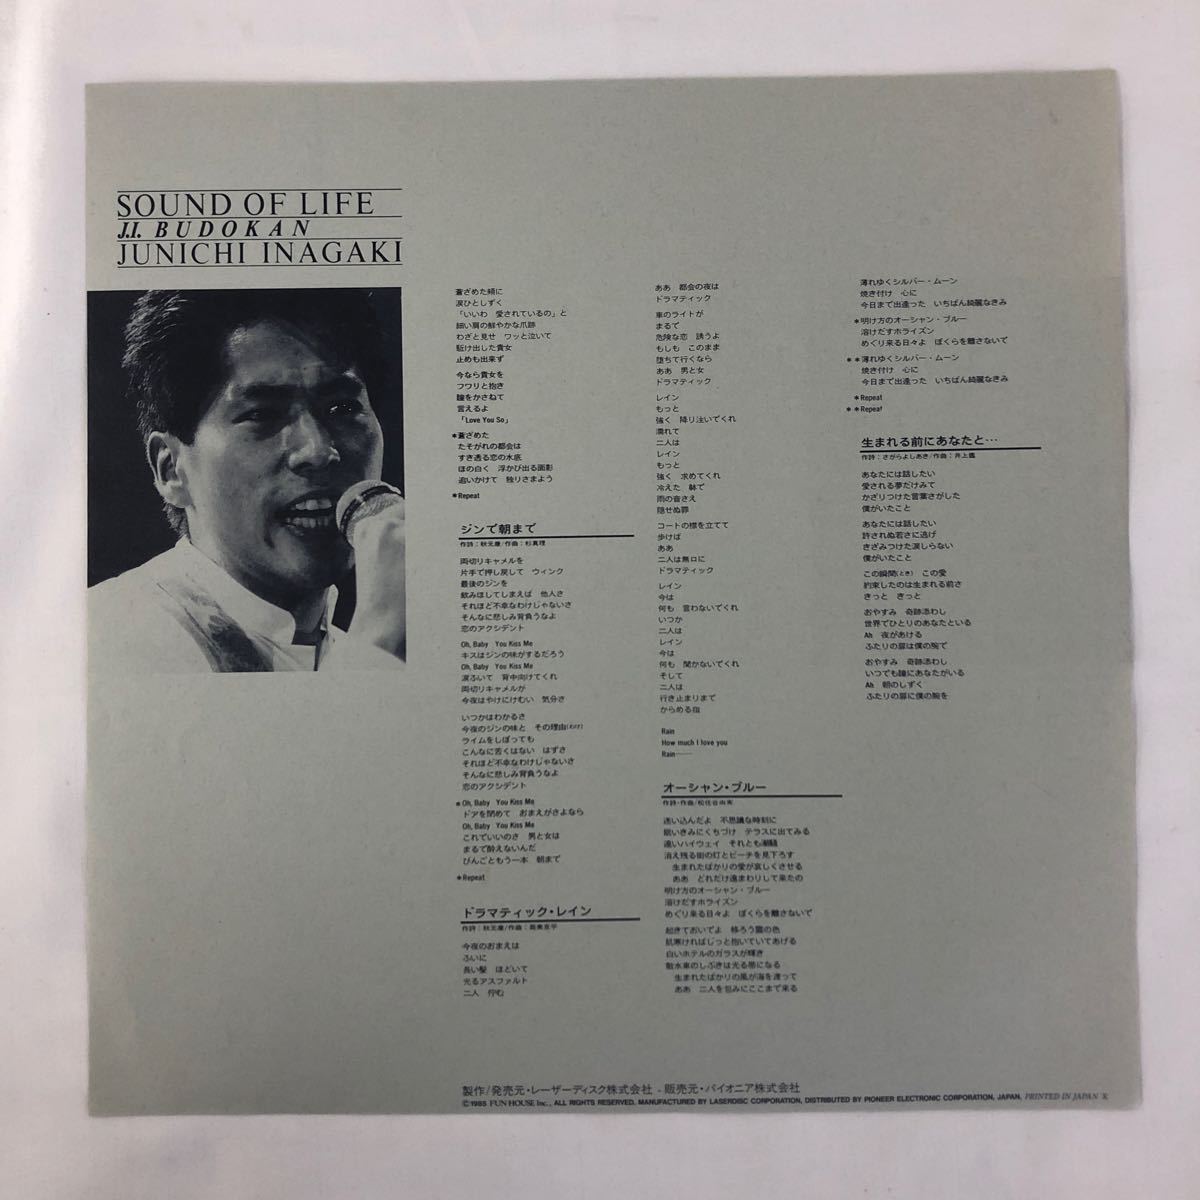 SOUND OF LIFE
J.I. BUDOKAN
JUNICHI INAGAKI
蒼ざめた頬に
涙ひとしずく
「いいわ 愛されているの」と
細い肩の鮮やかな爪跡
わざと見せ ワッと泣いて
駈け出した貴女
止めも出来ず
今なら貴女を
フワリと抱き
瞳をかさねて
言えるよ
「Love You So」
*蒼ざめた
たそがれの都会は
すき透る恋の水底
ほの白く 浮かび出る面影
追いかけて 独りさまよう
*Repeat
ジンで朝まで
作詩:秋元康/作曲:杉真理
両切りキャメルを
片手で押し戻して ウィンク
最後のジンを
飲みほしてしまえば 他人さ
それほど不幸なわけじゃないさ
そんなに悲しみ背負うなよ
恋のアクシデント
Oh, Baby You Kiss Me
キスはジンの味がするだろう
Oh, Baby You Kiss Me
涙ふいて 背中向けてくれ
両切りキャメルが
今夜はやけにけむい 気分さ
いつかはわかるさ
今夜のジンの味と その理由(わけ)
ライムをしぼっても
こんなに苦くはない はずさ
それほど不幸なわけじゃないさ
そんなに悲しみ背負うなよ
恋のアクシデント
*Oh, Baby You Kiss Me
ドアを閉めて おまえがさよなら
Oh, Baby You Kiss Me
これでいいのさ 男と女は
まるで酔えないんだ
びんごともう一本 朝まで
*Repeat
ドラマティック・レイン
作詩:秋元康/作曲:筒美京平
今夜のおまえは
ふいに
長い髪 ほどいて
光るアスファルト
二人 佇む
ああ 都会の夜は
ドラマティック
車のライトが
まるで
危険な恋 誘うよ
もしも このまま
堕ちて行くなら
ああ 男と女
ドラマティック
レイン
もっと
強く 降り注いでくれ
濡れて
二人は
レイン
もっと
強く 求めてくれ
冷えた 躰で
雨の音さえ
隠せぬ罪
コートの襟を立てて
歩けば
ああ
二人は無口に
ドラマティック
レイン
今は
何も 言わないでくれ
いつか
二人は
レイン
今は
何も 聞かないでくれ
そして
二人は
行き止まりまで
からめる指
Rain
How much I love you
Rain……
オーシャン・ブルー
作詩・作曲/松任谷由実
迷い込んだよ 不思議な時刻に
眠いきみにくちづけ テラスに出てみる
遠いハイウェイ それとも潮騒
消え残る街の灯とビーチを見下ろす
生まれたばかりの愛が哀しくさせる
ああ どれだけ遠まわりして来たの
明け方のオーシャン・ブルー
溶けだすホライズン
めぐり来る日々よ ぼくらを離さないで
起きておいでよ 移ろう雲の色
肌寒ければじっと抱いていてあげる
白いホテルのガラスが輝き
散水車のしぶきは光る帯になる
生まれたばかりの風が海を渡って
ああ 二人を包みにここまで来る
薄れゆくシルバー・ムーン
焼き付け 心に
今日まで出逢った いちばん綺麗なきみ
*明け方のオーシャン・ブルー
溶けだすホライズン
めぐり来る日々よ ぼくらを離さないで
**薄れゆくシルバー・ムーン
焼き付け 心に
今日まで出逢った いちばん綺麗なきみ
*Repeat
**Repeat
生まれる前にあなたと…
作詩:さがらよしあき/作曲:井上鑑
あなたには話したい
愛される夢だけみて
かざりつけた言葉さがした
僕がいたこと
あなたには話したい
許されぬ若さに逃げ
きざみつけた涙しらない
僕がいたこと
この瞬間(とき) この愛
約束したのは生まれる前さ
きっと きっと
おやすみ 奇跡添わし
世界でひとりのあなたといる
Ah 夜があける
ふたりの扉は僕の腕で
おやすみ 奇跡添わし
いつでも瞳にあなたがいる
Ah 朝のしずく
ふたりの扉に僕の腕を
製作/発売元・レーザーディスク株式会社・販売元・パイオニア株式会社
©1985 FUN HOUSE Inc., ALL RIGHTS RESERVED. MANUFACTURED BY LASERDISC CORPORATION, DISTRIBUTED BY PIONEER ELECTRONIC CORPORATION, JAPAN. PRINTED IN JAPAN K